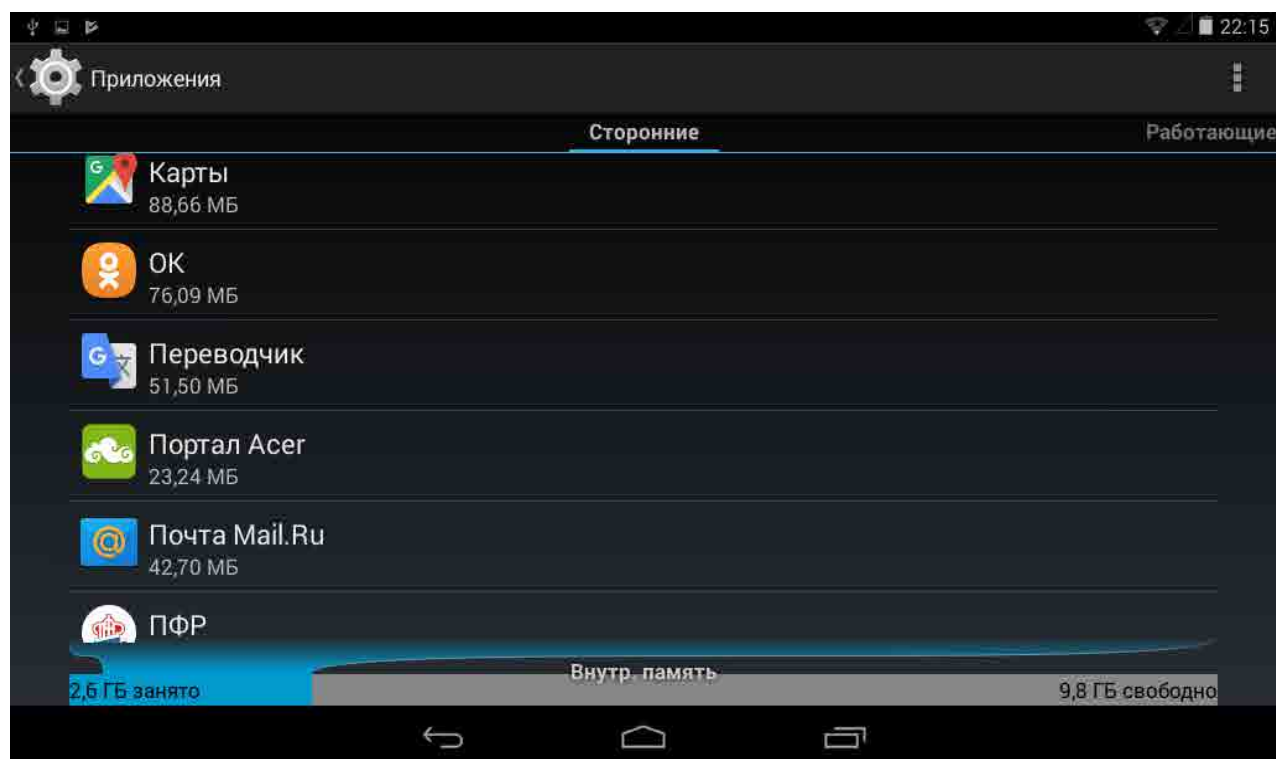 22:15
Приложения
Сторонние
Работающие
Карты
88,66 МБ
ОК
76,09 МБ
Переводчик
51,50 МБ
Портал Acer
23,24 МБ
Почта Mail.Ru
42,70 МБ
ПФР
Внутр. память
2,6 ГБ занято
9,8 ГБ свободно